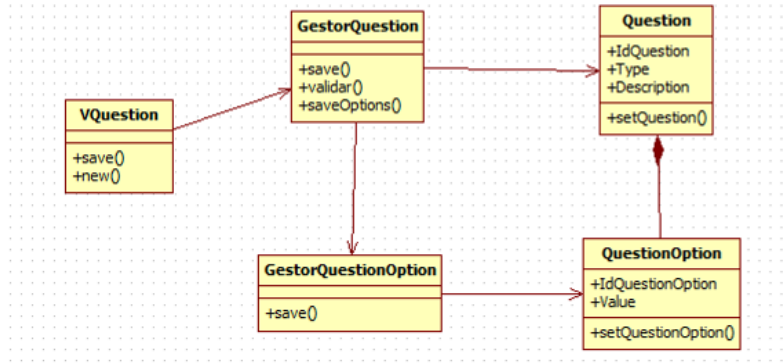 GestorQuestion
+save()
+validar()
+saveOptions()
Question
+IdQuestion
+Type
+Description
+setQuestion()
VQuestion
+save()
+new()
GestorQuestionOption
+save()
QuestionOption
+IdQuestionOption
+Value
+setQuestionOption()